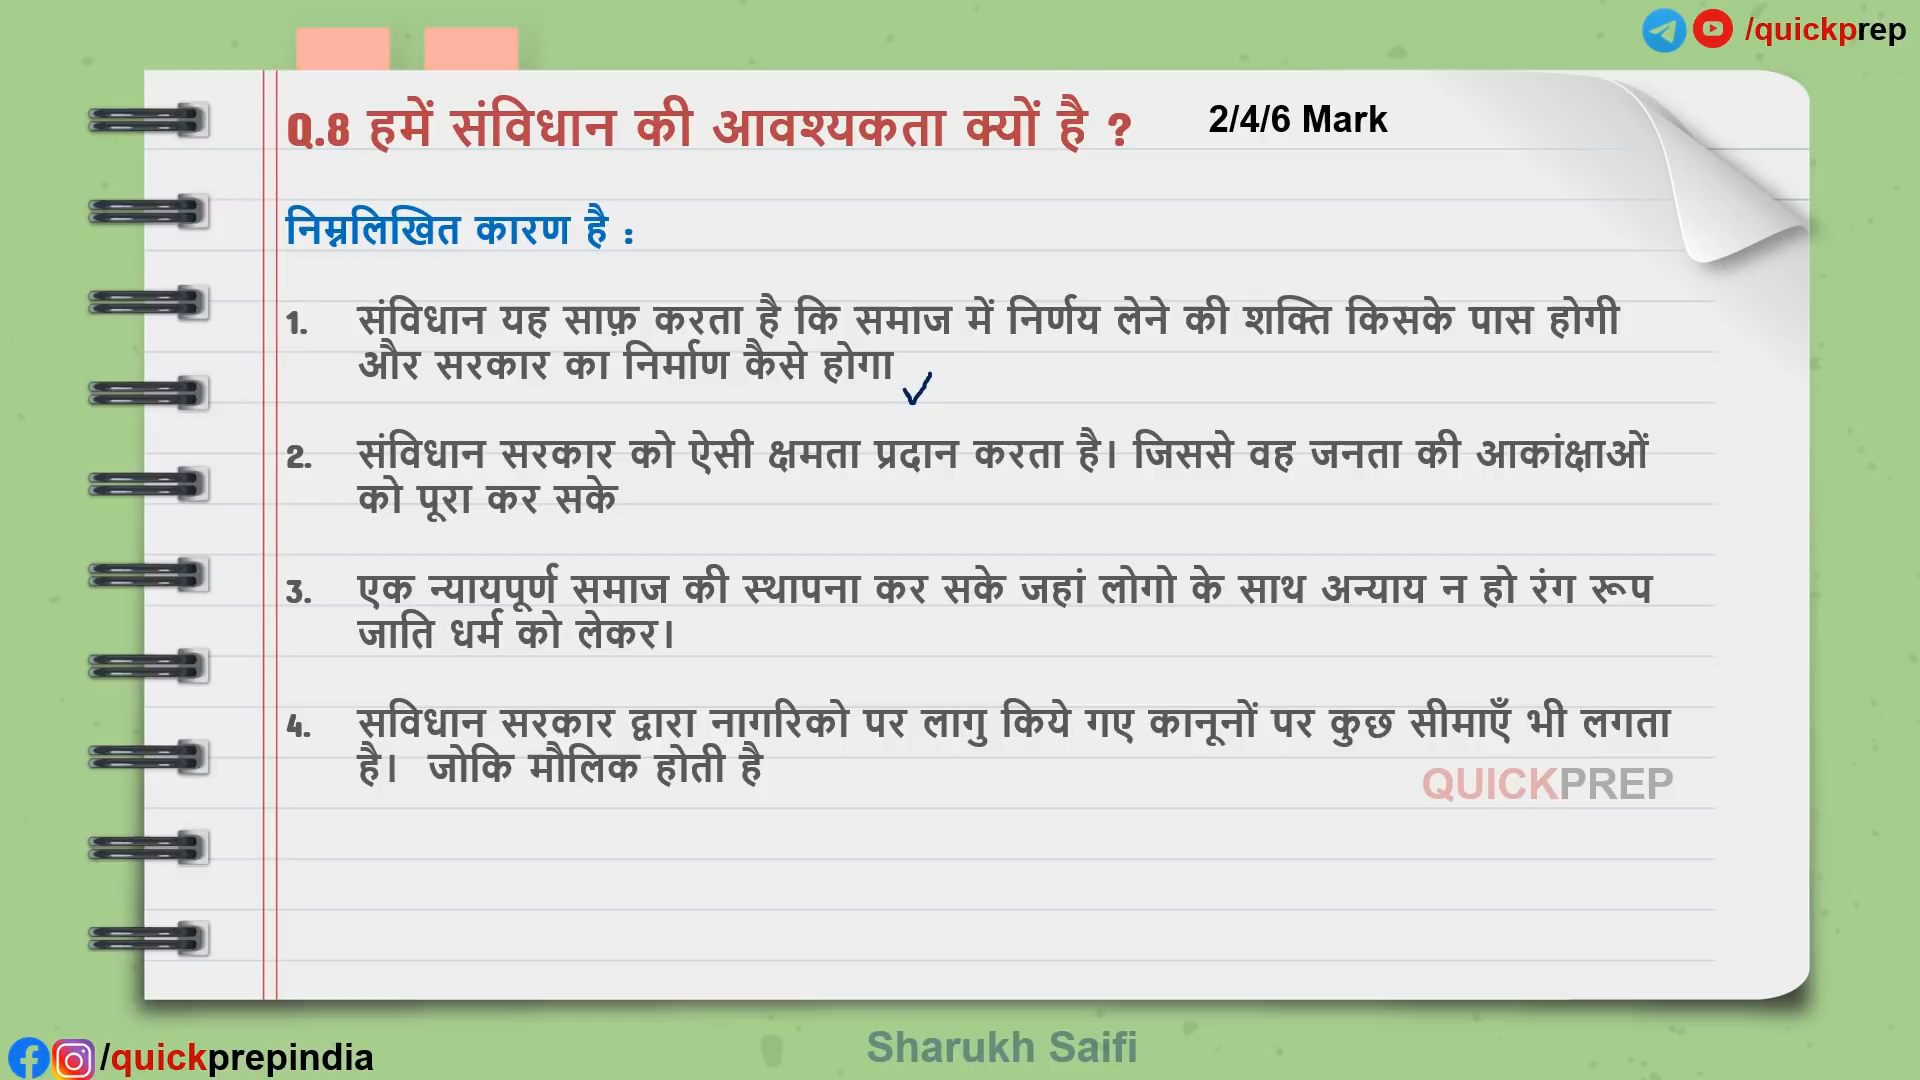 /quickprep
Q.8 हमें संविधान की आवश्यकता क्यों है ?
2/4/6 Mark
निम्नलिखित कारण है :
1. संविधान यह साफ़ करता है कि समाज में निर्णय लेने की शक्ति किसके पास होगी
और सरकार का निर्माण कैसे होगा
2. संविधान सरकार को ऐसी क्षमता प्रदान करता है। जिससे वह जनता की आकांक्षाओं
को पूरा कर सके
3. एक न्यायपूर्ण समाज की स्थापना कर सके जहां लोगो के साथ अन्याय न हो रंग रूप
जाति धर्म को लेकर।
4. सविधान सरकार द्वारा नागरिको पर लागु किये गए कानूनों पर कुछ सीमाएँ भी लगता
है। जोकि मौलिक होती है
QUICKPREP
Sharukh Saifi
/quickprepindia